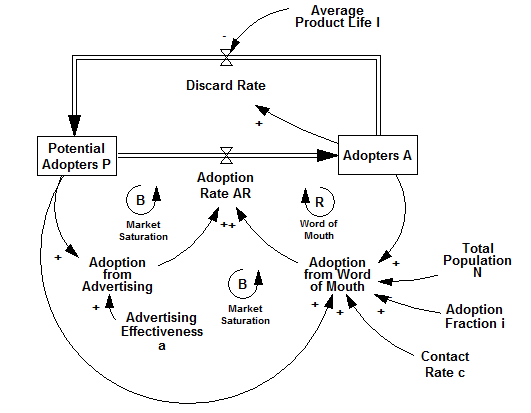 Average
Product Life l
-
Discard Rate
+
Potential
Adopters P
Adopters A
Adoption
Rate AR
B
Market
Saturation
R
Word of
Mouth
++
+
Adoption
from
Advertising
+
Advertising
Effectiveness
a
B
Market
Saturation
Adoption
from Word
of Mouth
+
+
+
+
Total
Population
N
Adoption
Fraction i
Contact
Rate c